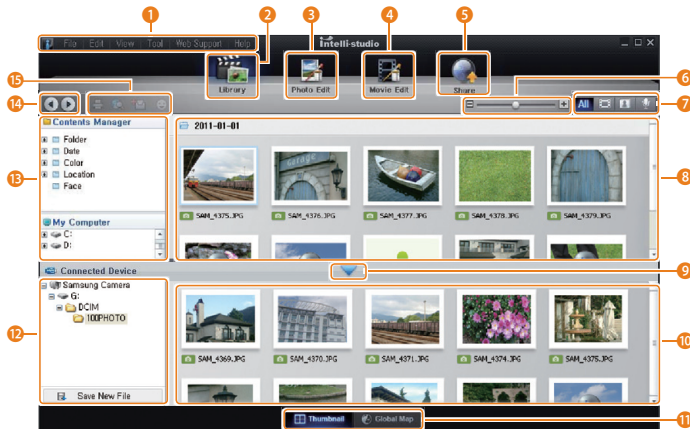 1 2 3 4 5
File Edit View Tool Web Support Help
Intelli-studio
Library Photo Edit Movie Edit Share
15 6
14 All 7
Contents Manager
Folder
Date
Color
Location
Face
13
My Computer
C:
D:
2011-01-01
8
SAM_4375.JPG SAM_4376.JPG SAM_4377.JPG SAM_4378.JPG SAM_4379.JPG
Connected Device 9
Samsung Camera
G:
DCIM
100PHOTO
12
Save New File
10
SAM_4369.JPG SAM_4370.JPG SAM_4371.JPG SAM_4374.JPG SAM_4375.JPG
Thumbnail Global Map 11